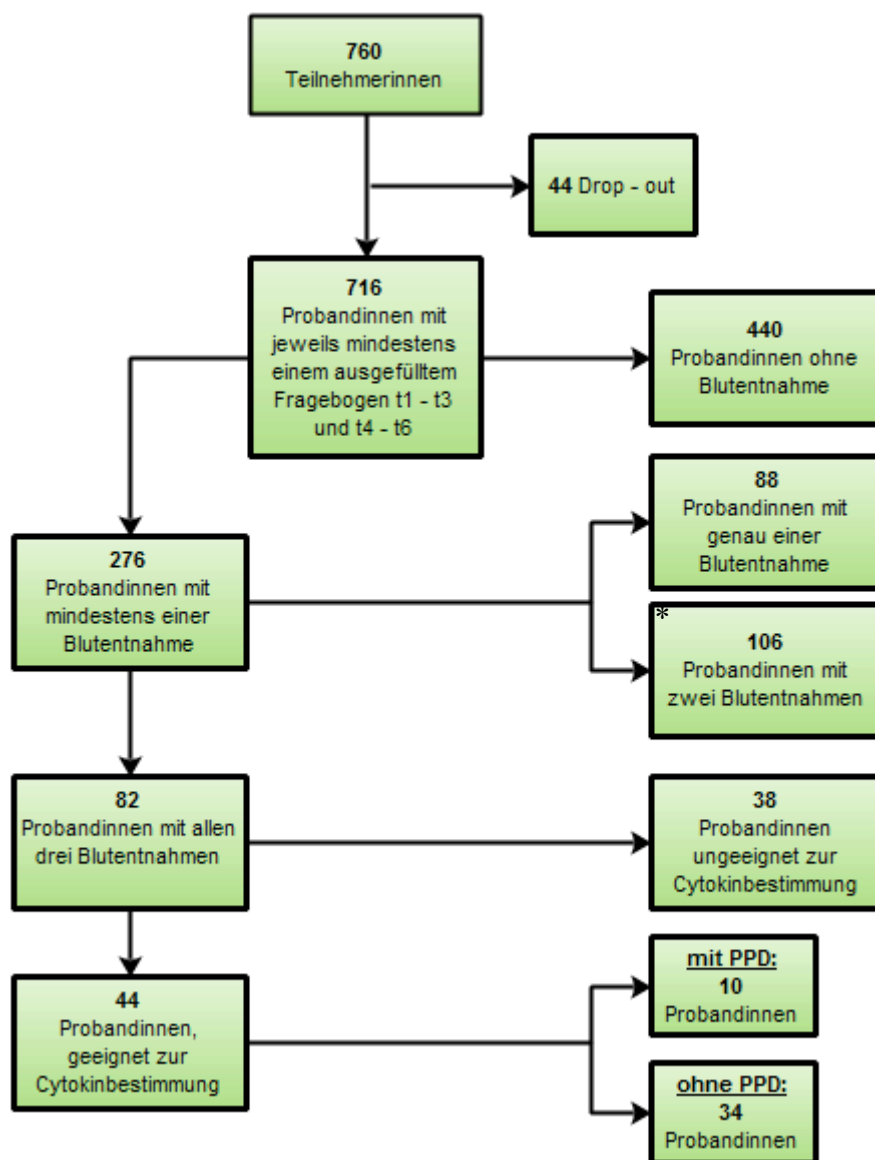 760
Teilnehmerinnen
44 Drop - out
716
Probandinnen mit
jeweils mindestens
einem ausgefülltem
Fragebogen t1 - t3
und t4 - t6
440
Probandinnen ohne
Blutentnahme
276
Probandinnen mit
mindestens einer
Blutentnahme
88
Probandinnen mit
genau einer
Blutentnahme
*
106
Probandinnen mit
zwei Blutentnahmen
82
Probandinnen mit allen
drei Blutentnahmen
38
Probandinnen
ungeeignet zur
Cytokinbestimmung
44
Probandinnen,
geeignet zur
Cytokinbestimmung
mit PPD:
10
Probandinnen
ohne PPD:
34
Probandinnen